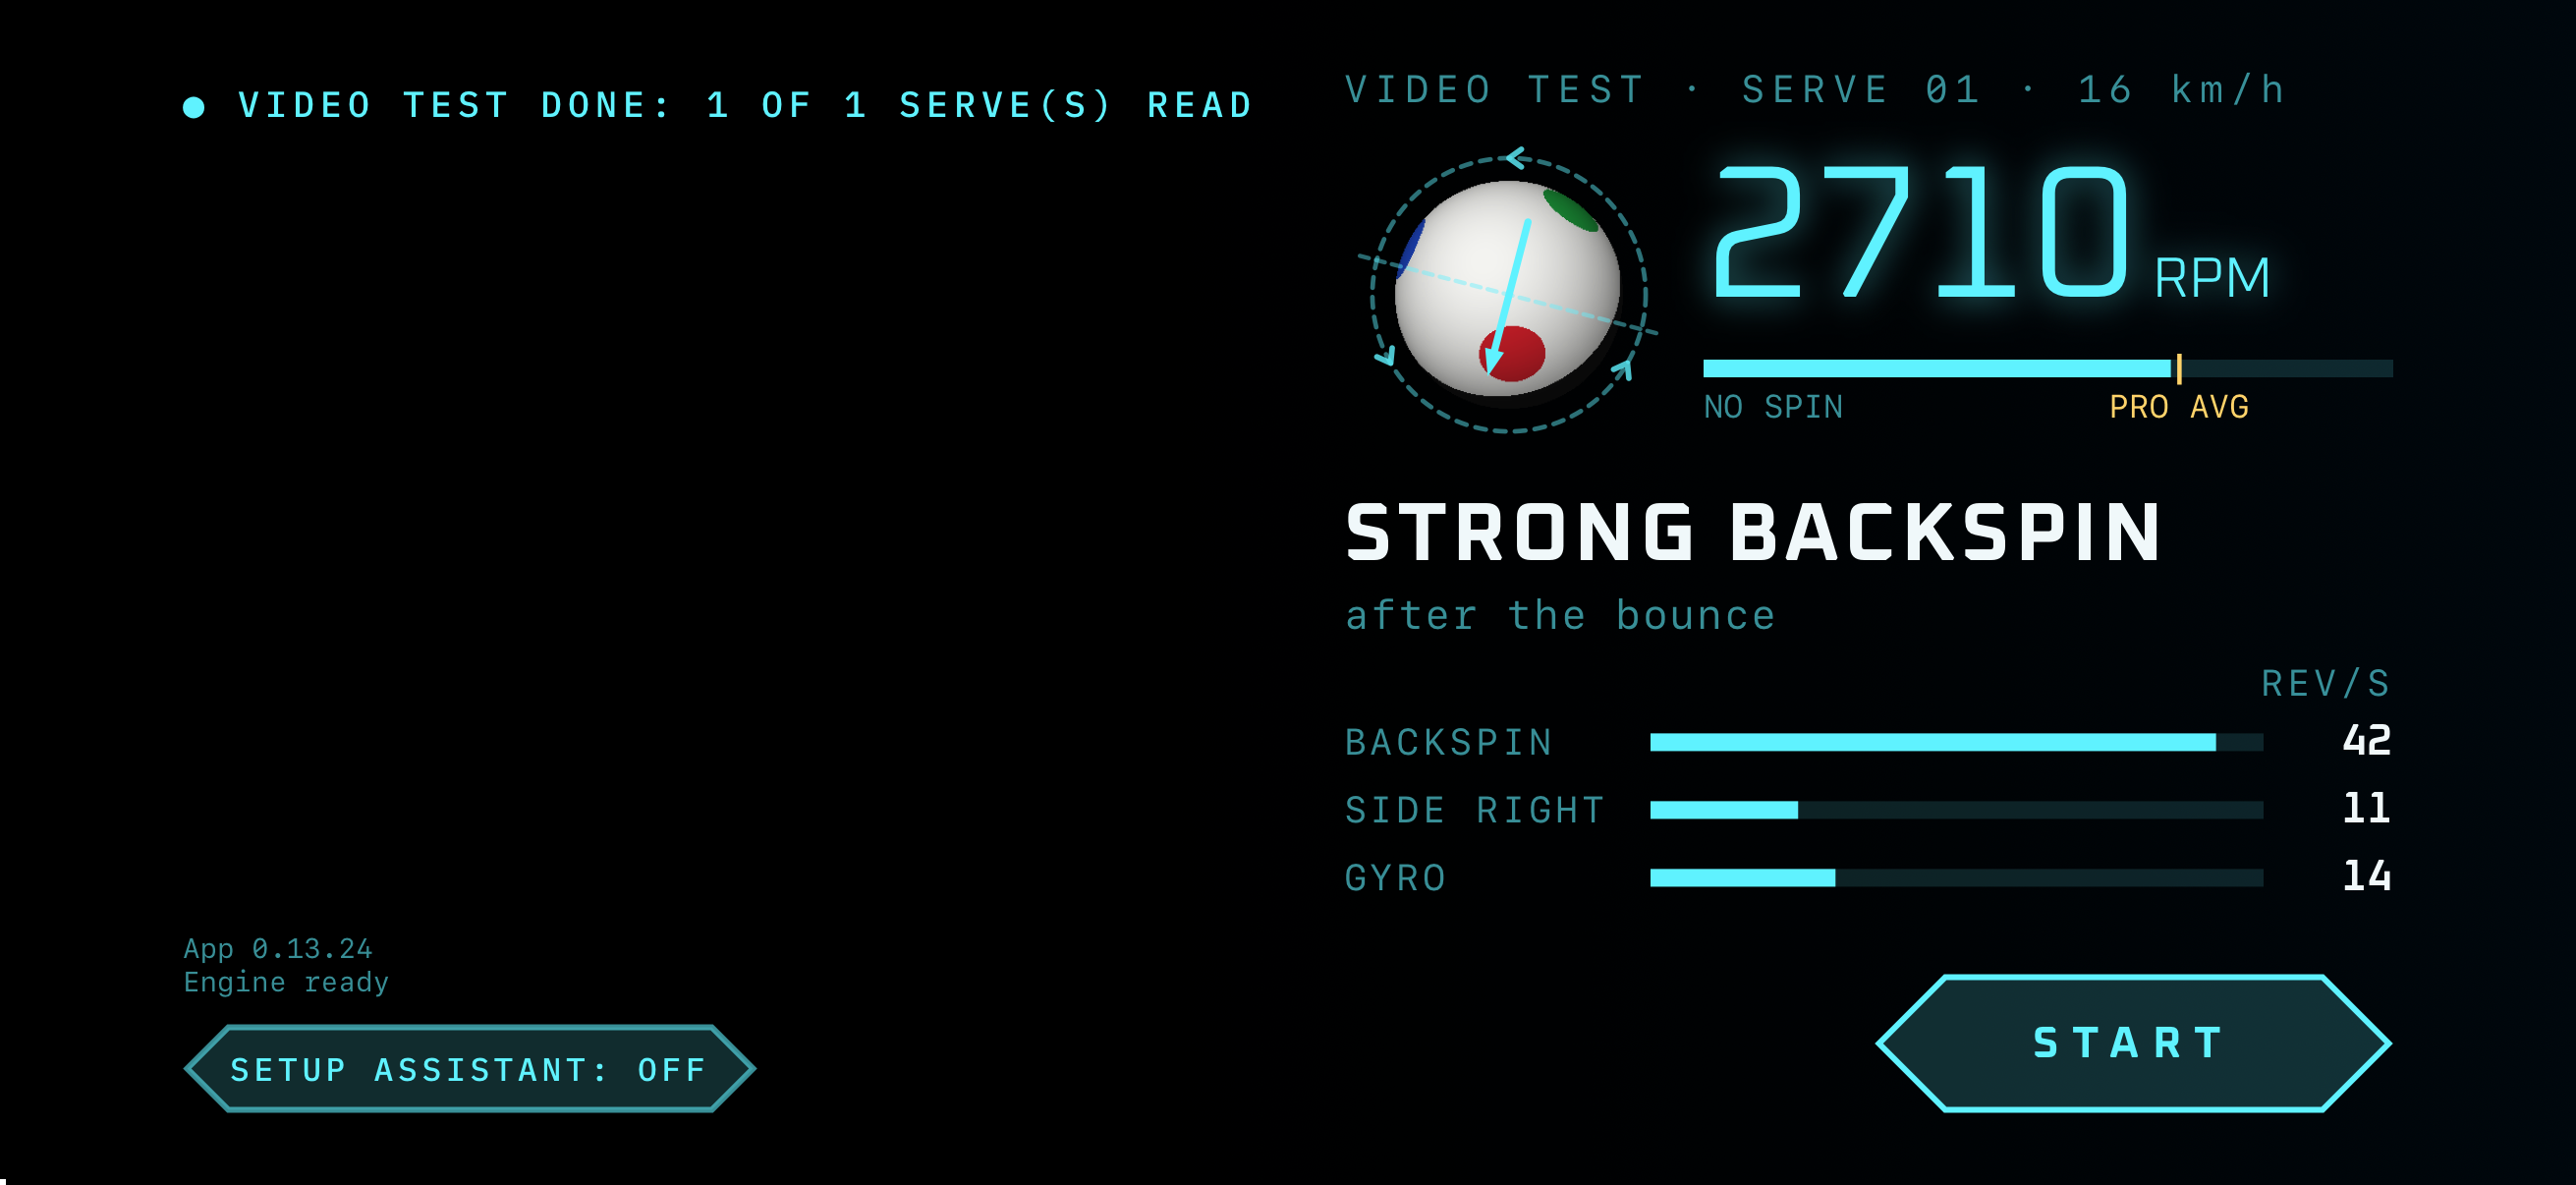 VIDEO TEST DONE: 1 OF 1 SERVE(S) READ
VIDEO TEST · SERVE 01 · 16 km/h
2710 RPM
NO SPIN PRO AVG
STRONG BACKSPIN
after the bounce
REV/S
BACKSPIN 42
SIDE RIGHT 11
GYRO 14
App 0.13.24
Engine ready
SETUP ASSISTANT: OFF
START